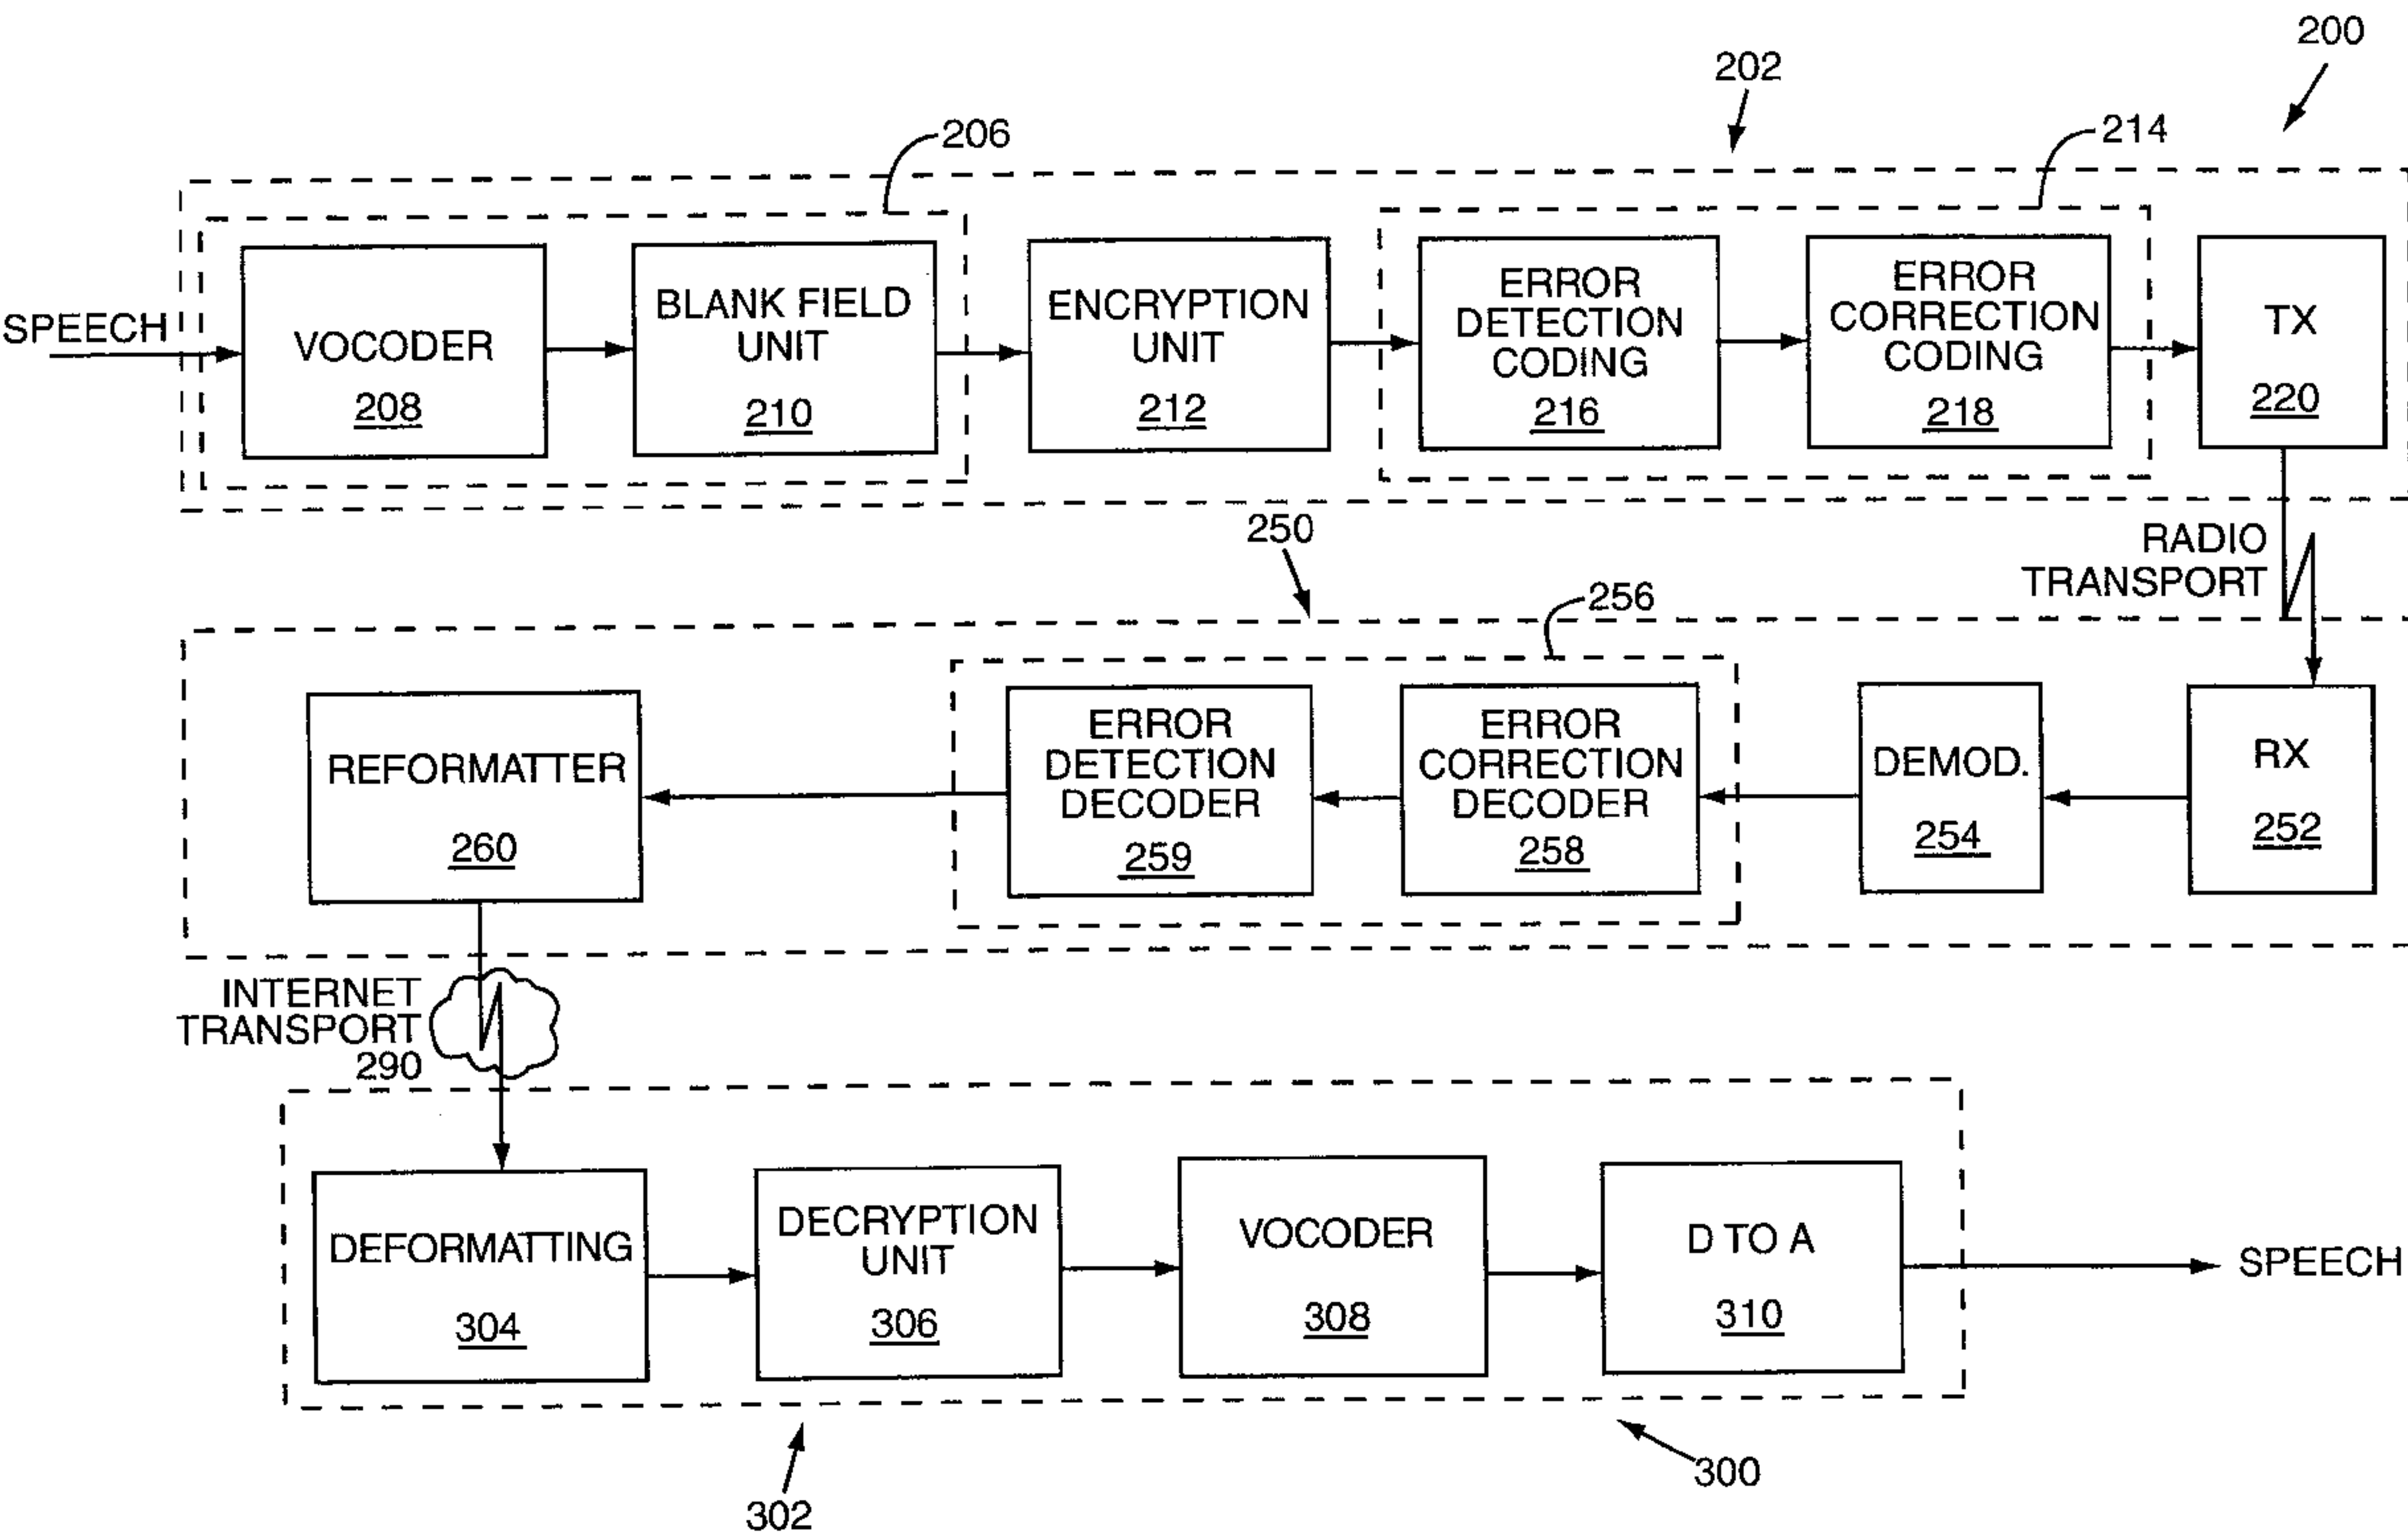 200
202
214
206
SPEECH
VOCODER
208
BLANK FIELD
UNIT
210
ENCRYPTION
UNIT
212
ERROR
DETECTION
CODING
216
ERROR
CORRECTION
CODING
218
TX
220
RADIO
TRANSPORT
250
256
REFORMATTER
260
ERROR
DETECTION
DECODER
259
ERROR
CORRECTION
DECODER
258
DEMOD.
254
RX
252
INTERNET
TRANSPORT
290
DEFORMATTING
304
DECRYPTION
UNIT
306
VOCODER
308
D TO A
310
SPEECH
302
300